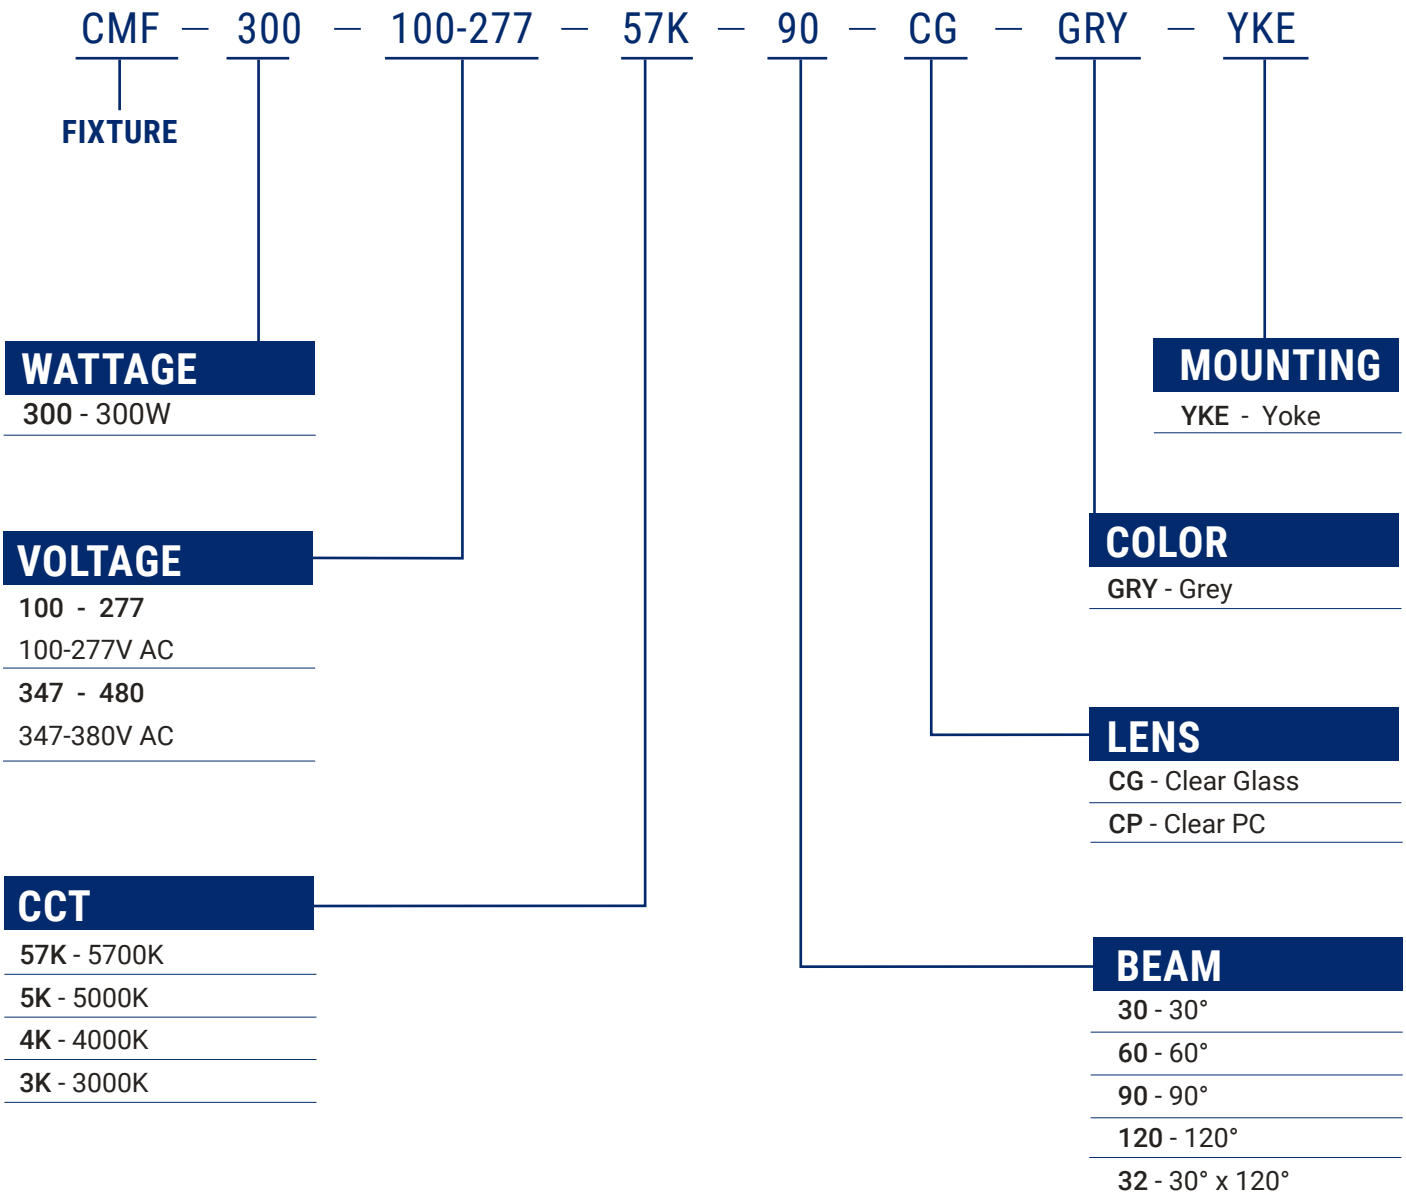 CMF — 300 — 100-277 — 57K — 90 — CG — GRY — YKE
FIXTURE
WATTAGE
300 - 300W
VOLTAGE
100 - 277
100-277V AC
347 - 480
347-380V AC
CCT
57K - 5700K
5K - 5000K
4K - 4000K
3K - 3000K
MOUNTING
YKE - Yoke
COLOR
GRY - Grey
LENS
CG - Clear Glass
CP - Clear PC
BEAM
30 - 30°
60 - 60°
90 - 90°
120 - 120°
32 - 30° x 120°